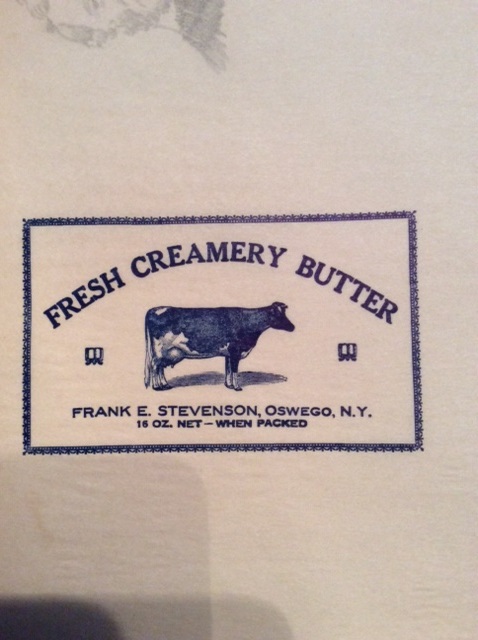 FRESH CREAMERY BUTTER
FRANK E. STEVENSON, OSWEGO, N.Y.
16 OZ. NET – WHEN PACKED